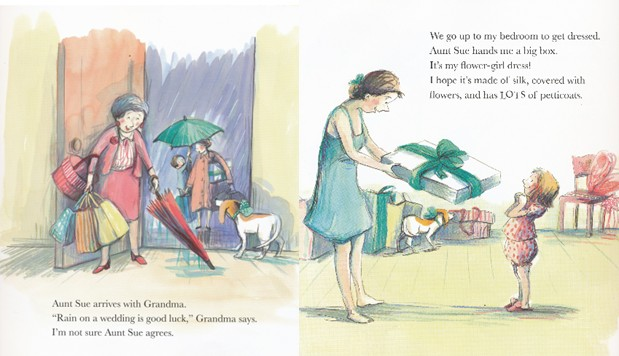 Aunt Sue arrives with Grandma.
“Rain on a wedding is good luck,” Grandma says.
I’m not sure Aunt Sue agrees.
We go up to my bedroom to get dressed.
Aunt Sue hands me a big box.
It’s my flower-girl dress!
I hope it’s made of silk, covered with
flowers, and has LOTS of petticoats.